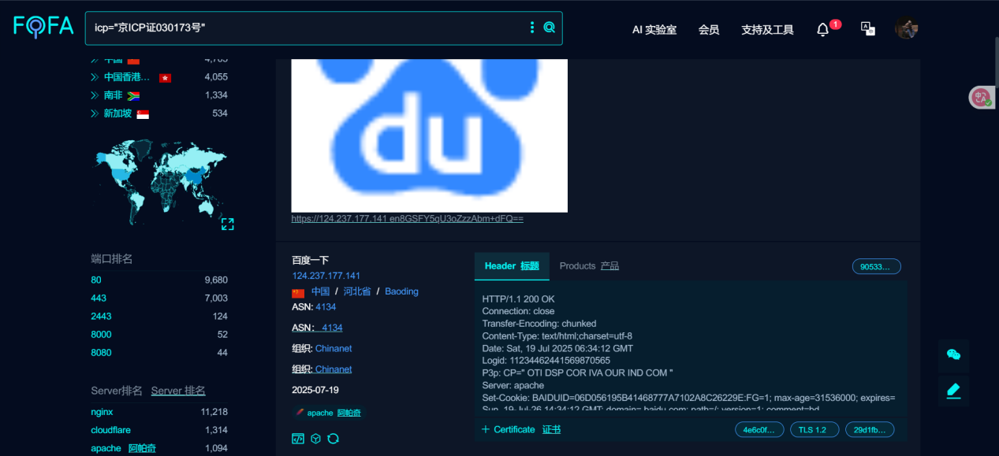 FOFA
icp="京ICP证030173号"
AI 实验室
会员
支持及工具
1
中国 4,785
中国香港... 4,055
南非 1,334
新加坡 534
du
https://124.237.177.141 en8GSFY5qU3oZzzAbm+dFQ==
端口排名
80 9,680
443 7,003
2443 124
8000 52
8080 44
Server排名 Server 排名
nginx 11,218
cloudflare 1,314
apache 阿帕奇 1,094
百度一下
124.237.177.141
中国 / 河北省 / Baoding
ASN: 4134
ASN： 4134
组织: Chinanet
组织: Chinanet
2025-07-19
apache 阿帕奇
Header 标题 Products 产品
90533...
HTTP/1.1 200 OK
Connection: close
Transfer-Encoding: chunked
Content-Type: text/html;charset=utf-8
Date: Sat, 19 Jul 2025 06:34:12 GMT
Logid: 11234462441569870565
P3p: CP=" OTI DSP COR IVA OUR IND COM "
Server: apache
Set-Cookie: BAIDUID=06D056195B41468777A7102A8C26229E:FG=1; max-age=31536000; expires=
Sun, 19-Jul-26 14:34:12 GMT; domain=.baidu.com; path=/; version=1; comment=bd
+ Certificate 证书
4e6c0f... TLS 1.2 29d1fb...